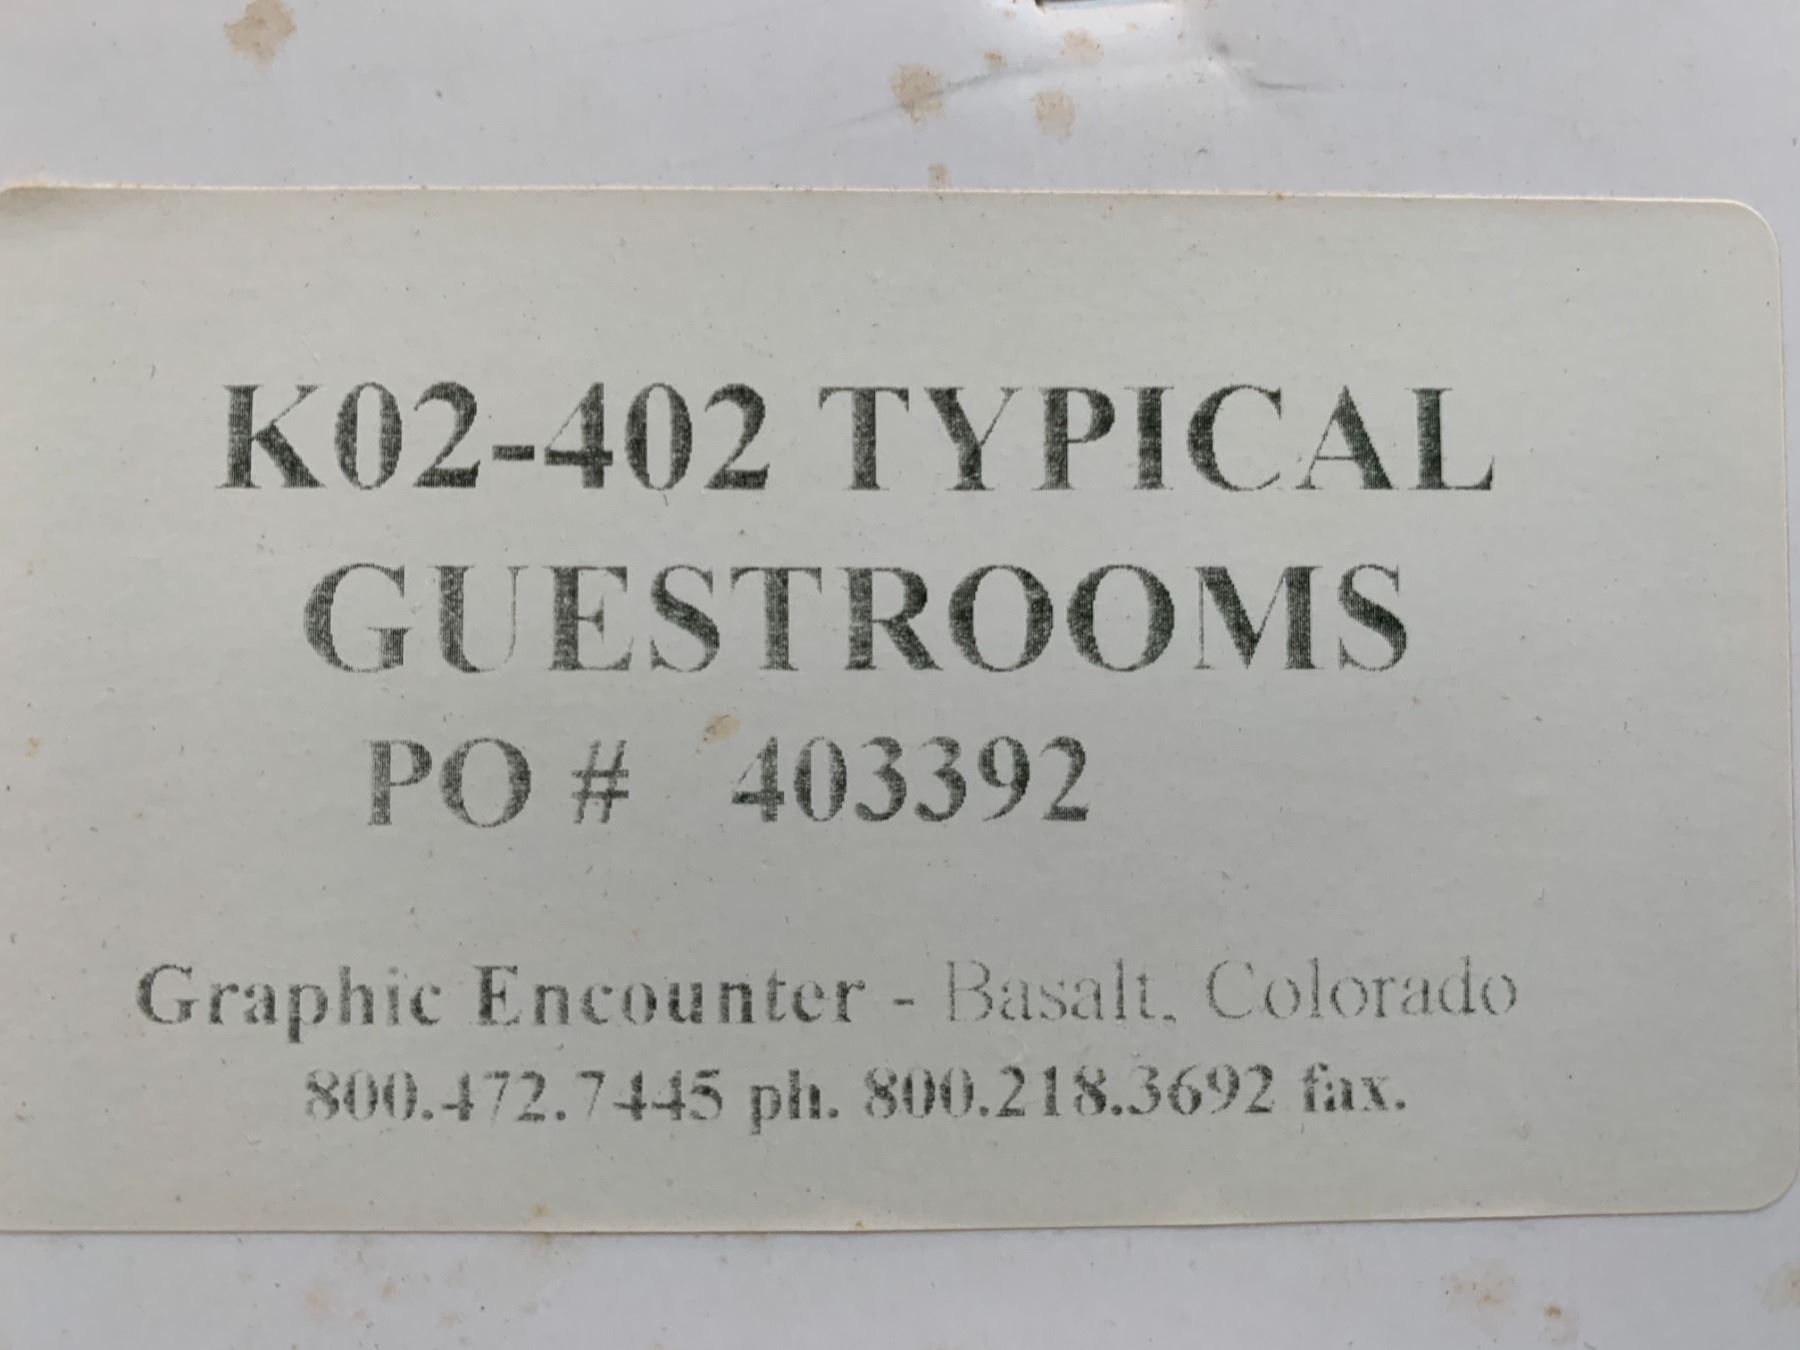 K02-402 TYPICAL
GUESTROOMS
PO # 403392
Graphic Encounter - Basalt, Colorado
800.472.7445 ph. 800.218.3692 fax.